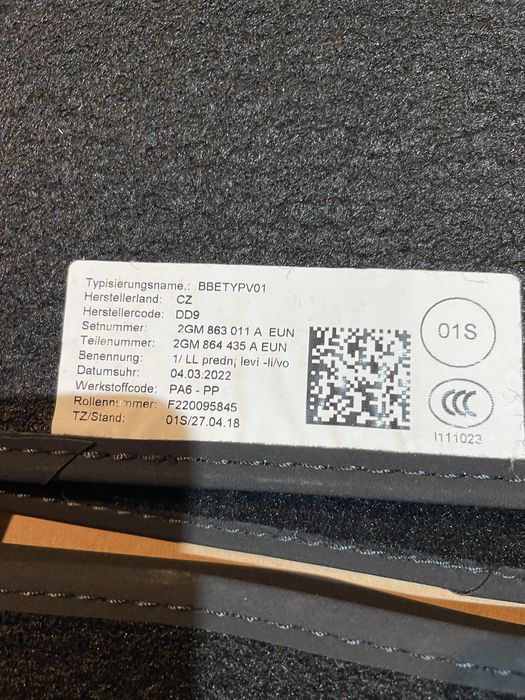 Typisierungsname.: BBETYPV01
Herstellerland: CZ
Herstellercode: DD9
Setnummer: 2GM 863 011 A EUN
Teilenummer: 2GM 864 435 A EUN
Benennung: 1/ LL predn¡ levi -li/vo
Datumsuhr: 04.03.2022
Werkstoffcode: PA6 - PP
Rollennummer: F220095845
TZ/Stand: 01S/27.04.18
01S
CCC
I111023